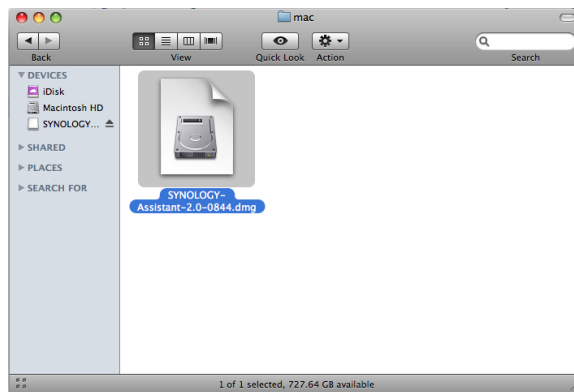 mac
Back
View
Quick Look
Action
Search
DEVICES
iDisk
Macintosh HD
SYNOLOGY...
SHARED
PLACES
SEARCH FOR
SYNOLOGY-
Assistant-2.0-0844.dmg
1 of 1 selected, 727.64 GB available